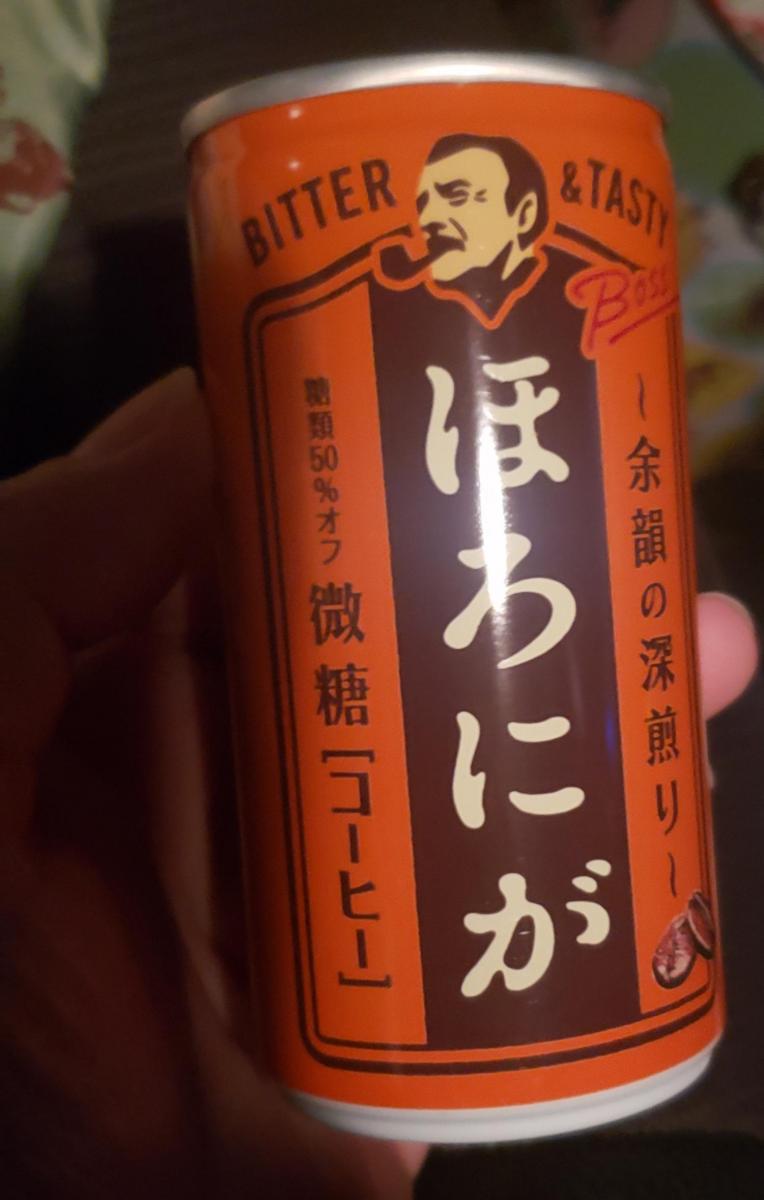 BITTER & TASTY
Boss
～余韻の深煎り～
ほろにが
糖類50%オフ 微糖 [コーヒー]